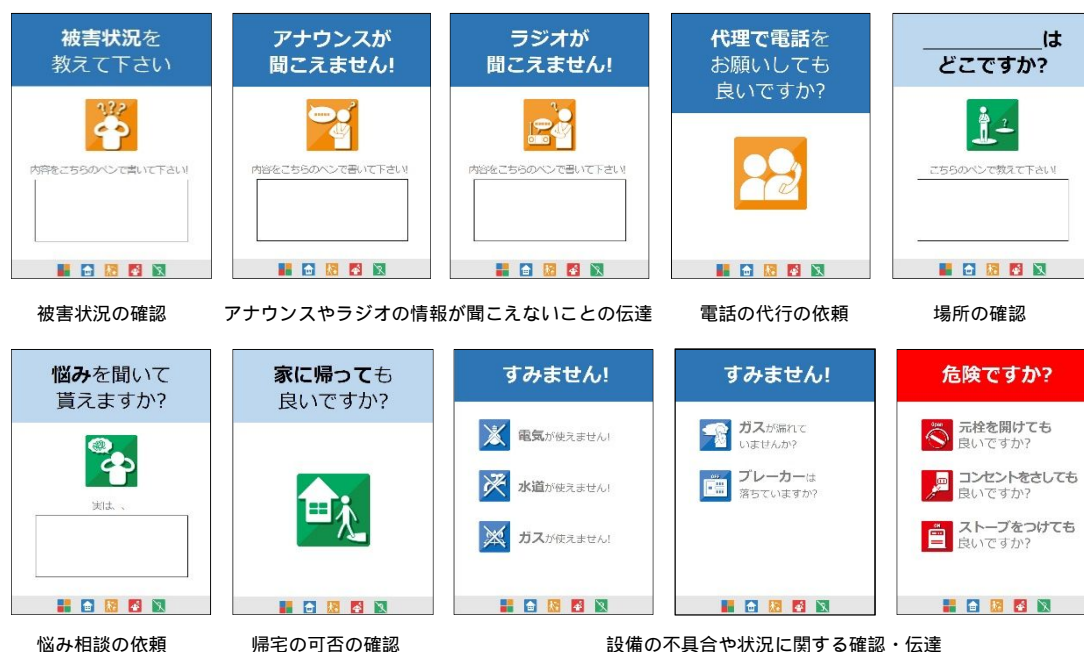 被害状況を
教えて下さい
???
内容をこちらのペンで書いて下さい!
被害状況の確認
アナウンスが
聞こえません!
?
内容をこちらのペンで書いて下さい!
ラジオが
聞こえません!
?
内容をこちらのペンで書いて下さい!
アナウンスやラジオの情報が聞こえないことの伝達
代理で電話を
お願いしても
良いですか?
電話の代行の依頼
__________は
どこですか?
?
こちらのペンで教えて下さい!
場所の確認
悩みを聞いて
貰えますか?
実は、、
悩み相談の依頼
家に帰っても
良いですか?
帰宅の可否の確認
すみません!
電気が使えません!
水道が使えません!
ガスが使えません!
すみません!
ガスが漏れて
いませんか?
OFF
ブレーカーは
落ちていますか?
危険ですか?
Open
元栓を開けても
良いですか?
コンセントをさしても
良いですか?
ON
ストーブをつけても
良いですか?
設備の不具合や状況に関する確認・伝達